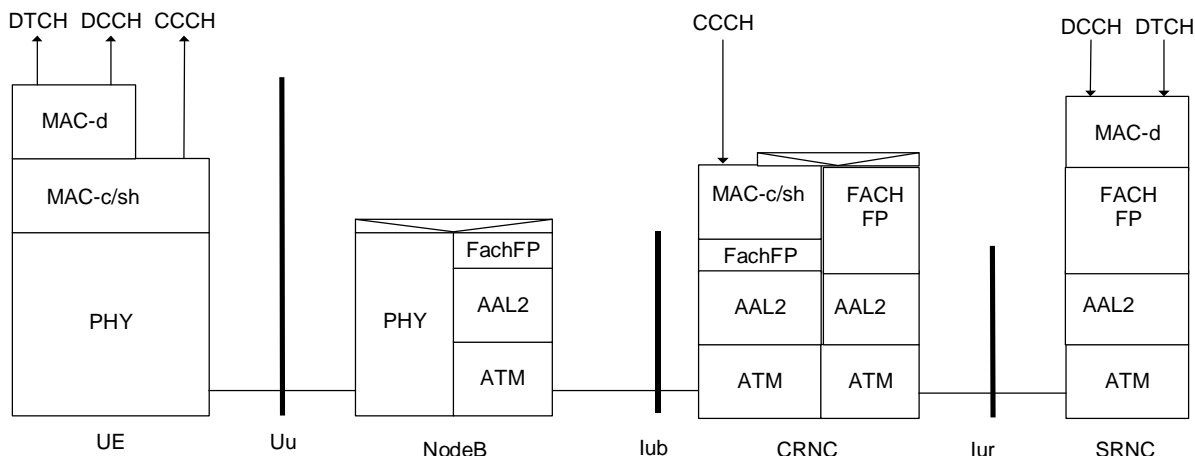 DTCH DCCH CCCH
CCCH
DCCH DTCH
MAC-d
MAC-c/sh
PHY
PHY
FachFP
AAL2
ATM
MAC-c/sh
FachFP
AAL2
ATM
FACH
FP
AAL2
ATM
MAC-d
FACH
FP
AAL2
ATM
UE
Uu
NodeB
Iub
CRNC
Iur
SRNC